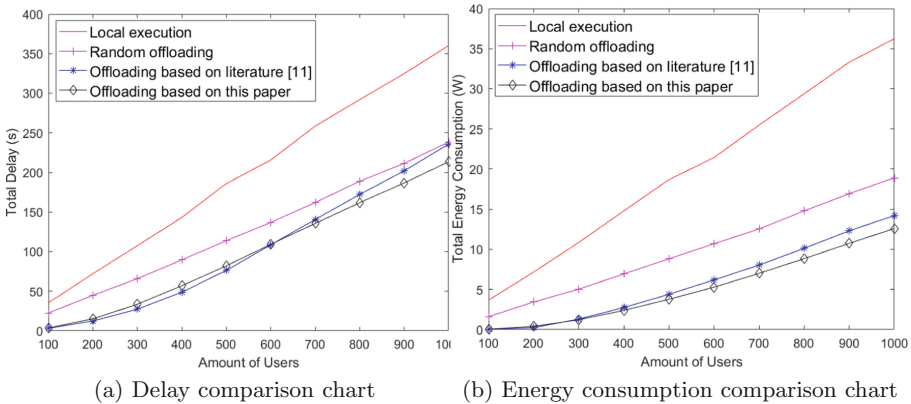 400
350
300
250
200
150
100
50
0
Total Delay (s)
Local execution
Random offloading
Offloading based on literature [11]
Offloading based on this paper
100 200 300 400 500 600 700 800 900 100
Amount of Users
(a) Delay comparison chart
40
35
30
25
20
15
10
5
0
Total Energy Consumption (W)
Local execution
Random offloading
Offloading based on literature [11]
Offloading based on this paper
100 200 300 400 500 600 700 800 900 1000
Amount of Users
(b) Energy consumption comparison chart